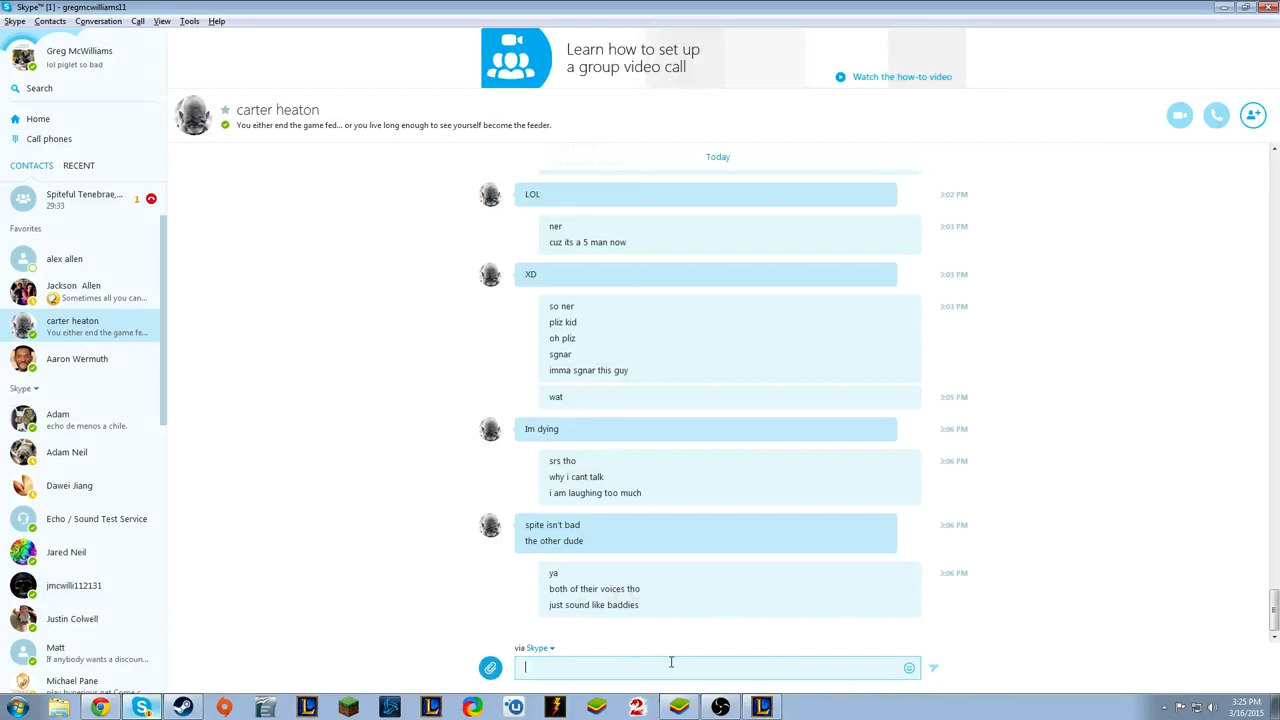 Skype™ [1] - gregmcwilliams11
Skype Contacts Conversation Call View Tools Help
Greg McWilliams
lol piglet so bad
Search
Home
Call phones
CONTACTS RECENT
Spiteful Tenebrae,...
29:33
1
Favorites
alex allen
Jackson Allen
Sometimes all you can...
carter heaton
You either end the game fe...
Aaron Wermuth
Skype
Adam
echo de menos a chile.
Adam Neil
Dawei Jiang
Echo / Sound Test Service
Jared Neil
jmcwilli112131
Justin Colwell
Matt
If anybody wants a discoun...
Michael Pane
Learn how to set up
a group video call
Watch the how-to video
carter heaton
You either end the game fed... or you live long enough to see yourself become the feeder.
Today
LOL 3:02 PM
ner 3:03 PM
cuz its a 5 man now
XD 3:03 PM
so ner 3:03 PM
pliz kid
oh pliz
sgnar
imma sgnar this guy
wat 3:05 PM
Im dying 3:06 PM
srs tho 3:06 PM
why i cant talk
i am laughing too much
spite isn't bad 3:06 PM
the other dude
ya 3:06 PM
both of their voices tho
just sound like baddies
via Skype
3:25 PM
3/16/2015